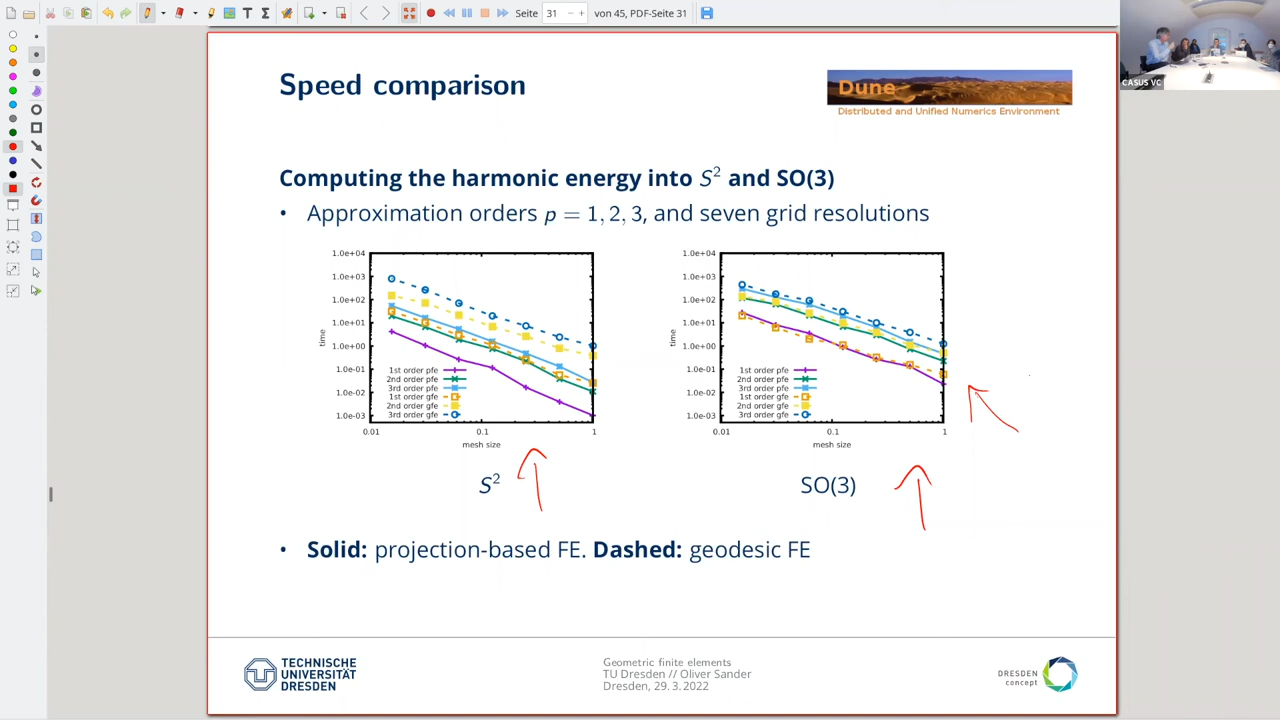 Seite 31 von 45, PDF-Seite 31
CASUS VC
Speed comparison
Dune
Distributed and Unified Numerics Environment
Computing the harmonic energy into S² and SO(3)
• Approximation orders p = 1, 2, 3, and seven grid resolutions
1.0e+04
1.0e+03
1.0e+02
1.0e+01
1.0e+00
1.0e-01
1.0e-02
1.0e-03
time
1st order pfe
2nd order pfe
3rd order pfe
1st order gfe
2nd order gfe
3rd order gfe
0.01 0.1 1
mesh size
S²
1.0e+04
1.0e+03
1.0e+02
1.0e+01
1.0e+00
1.0e-01
1.0e-02
1.0e-03
time
1st order pfe
2nd order pfe
3rd order pfe
1st order gfe
2nd order gfe
3rd order gfe
0.01 0.1 1
mesh size
SO(3)
• Solid: projection-based FE. Dashed: geodesic FE
TECHNISCHE
UNIVERSITÄT
DRESDEN
Geometric finite elements
TU Dresden // Oliver Sander
Dresden, 29.3.2022
DRESDEN
concept